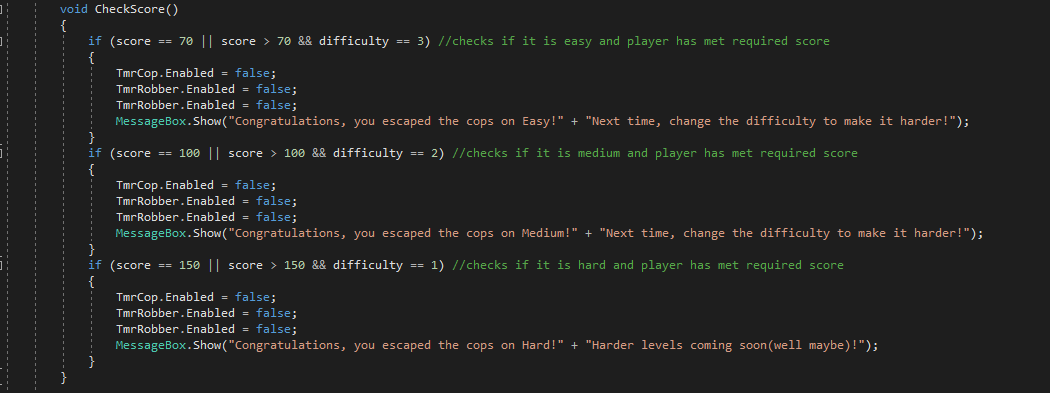 void CheckScore()
{
if (score == 70 || score > 70 && difficulty == 3) //checks if it is easy and player has met required score
{
TmrCop.Enabled = false;
TmrRobber.Enabled = false;
TmrRobber.Enabled = false;
MessageBox.Show("Congratulations, you escaped the cops on Easy!" + "Next time, change the difficulty to make it harder!");
}
if (score == 100 || score > 100 && difficulty == 2) //checks if it is medium and player has met required score
{
TmrCop.Enabled = false;
TmrRobber.Enabled = false;
TmrRobber.Enabled = false;
MessageBox.Show("Congratulations, you escaped the cops on Medium!" + "Next time, change the difficulty to make it harder!");
}
if (score == 150 || score > 150 && difficulty == 1) //checks if it is hard and player has met required score
{
TmrCop.Enabled = false;
TmrRobber.Enabled = false;
TmrRobber.Enabled = false;
MessageBox.Show("Congratulations, you escaped the cops on Hard!" + "Harder levels coming soon(well maybe)!");
}
}